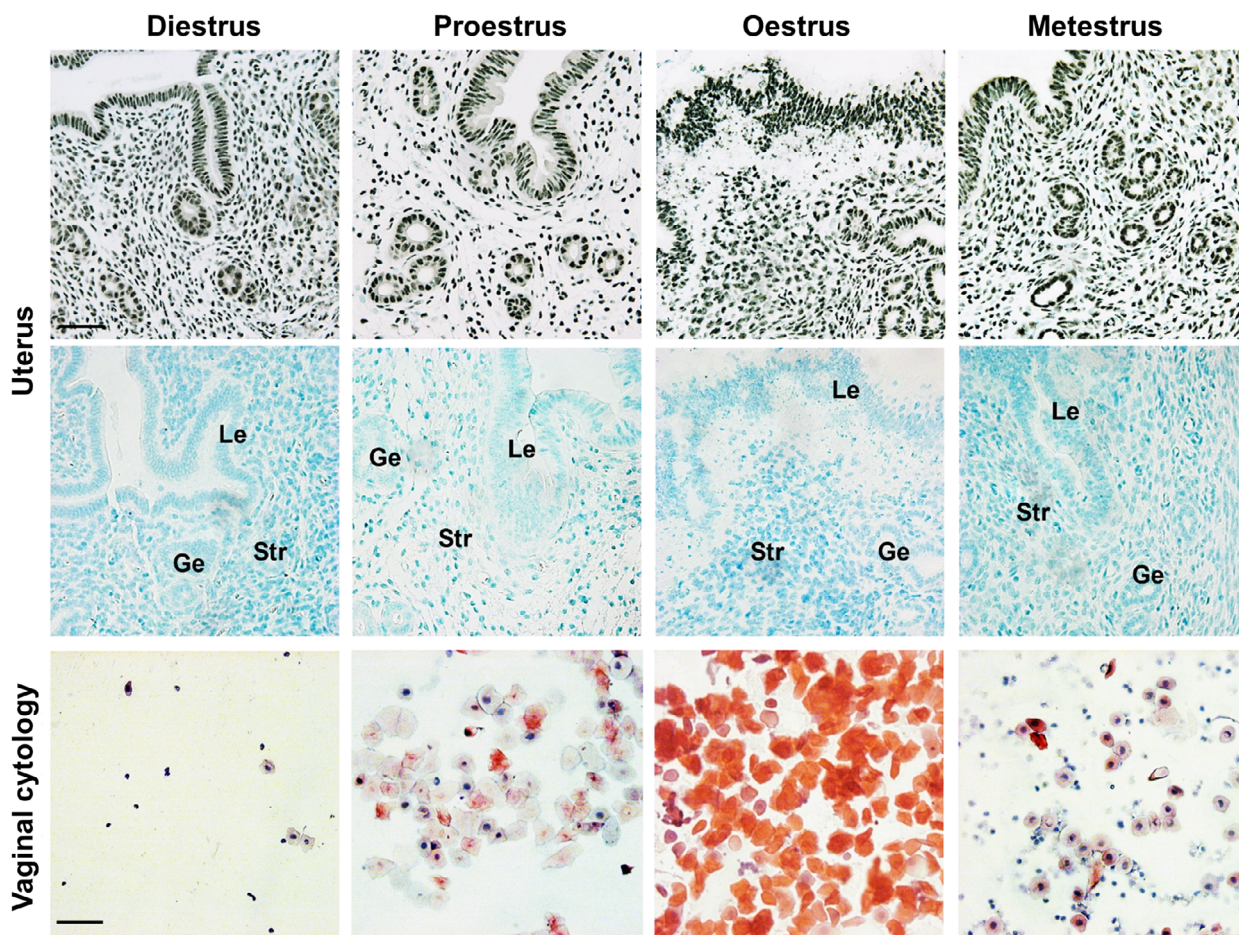 Diestrus
Proestrus
Oestrus
Metestrus
Uterus
Le
Ge
Str
Ge
Le
Str
Le
Str
Ge
Le
Str
Ge
Vaginal cytology